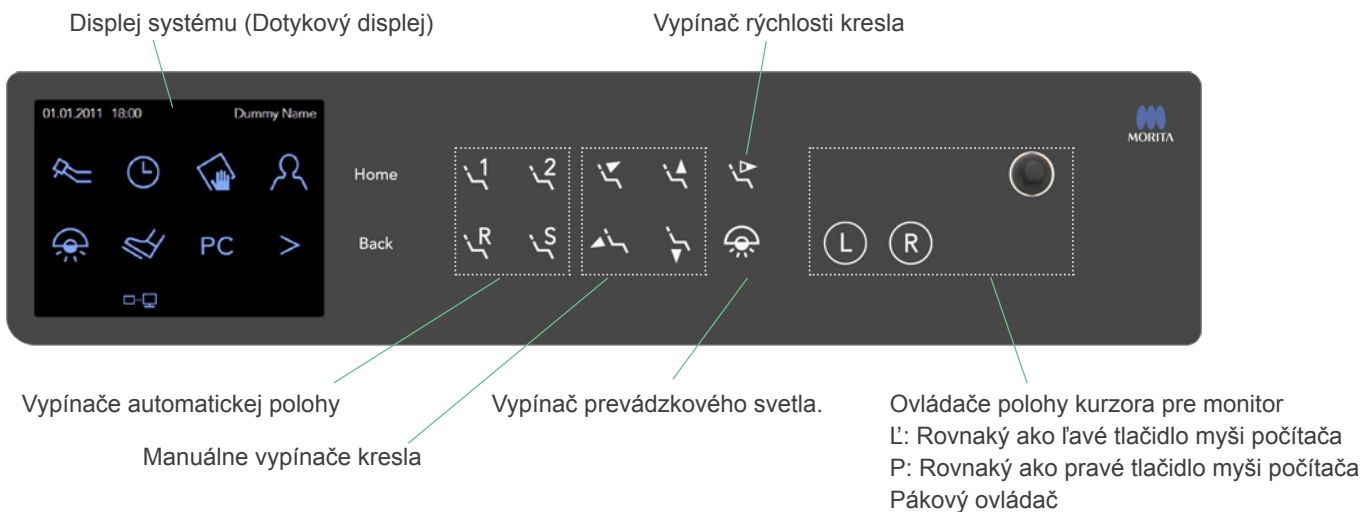 Displej systému (Dotykový displej)
Vypínač rýchlosti kresla
01.01.2011 18:00 Dummy Name
MORITA
Home
1 2
Back
R S
PC >
L R
Vypínače automatickej polohy
Vypínač prevádzkového svetla.
Manuálne vypínače kresla
Ovládače polohy kurzora pre monitor
Ľ: Rovnaký ako ľavé tlačidlo myši počítača
P: Rovnaký ako pravé tlačidlo myši počítača
Pákový ovládač